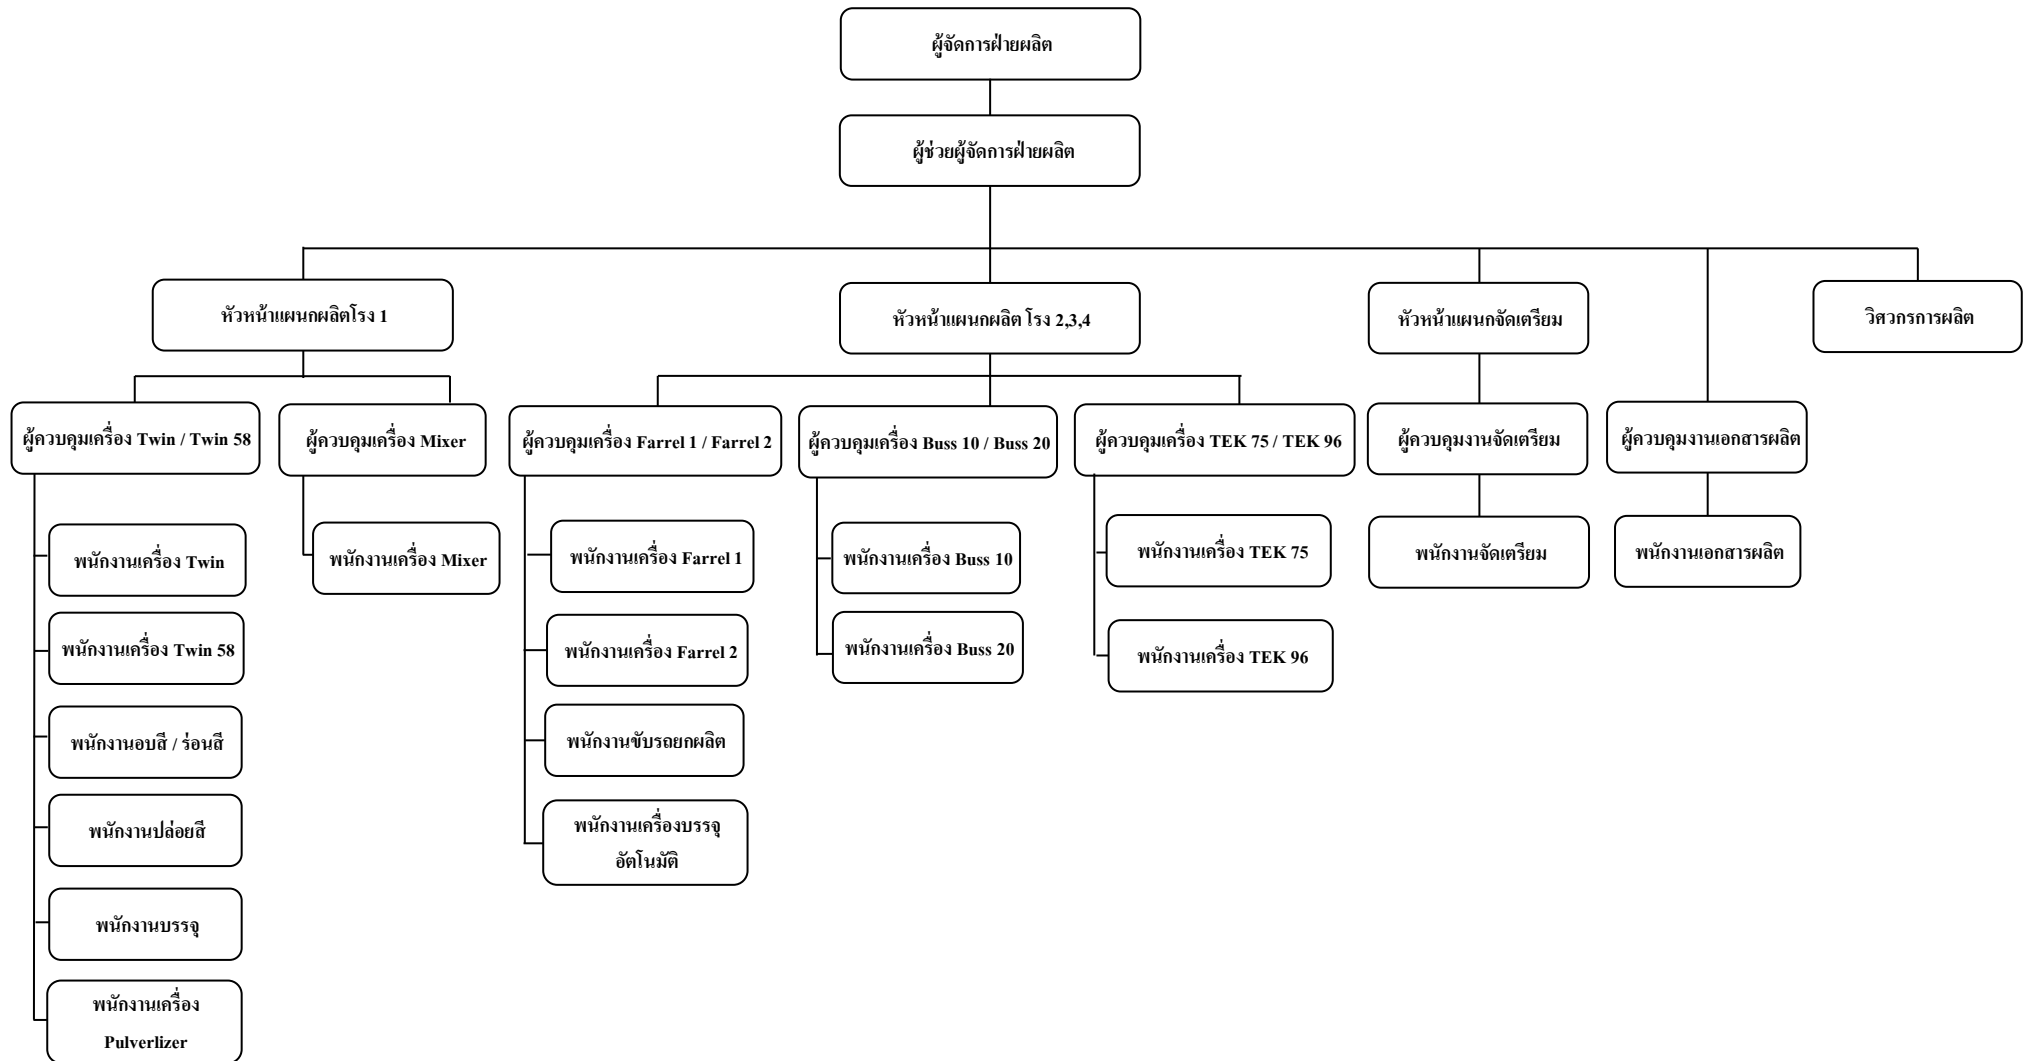 ผู้จัดการฝ่ายผลิต
ผู้ช่วยผู้จัดการฝ่ายผลิต
หัวหน้าแผนกผลิตโรง 1
หัวหน้าแผนกผลิต โรง 2,3,4
หัวหน้าแผนกจัดเตรียม
วิศวกรการผลิต
ผู้ควบคุมเครื่อง Twin / Twin 58
ผู้ควบคุมเครื่อง Mixer
ผู้ควบคุมเครื่อง Farrel 1 / Farrel 2
ผู้ควบคุมเครื่อง Buss 10 / Buss 20
ผู้ควบคุมเครื่อง TEK 75 / TEK 96
ผู้ควบคุมงานจัดเตรียม
ผู้ควบคุมงานเอกสารผลิต
พนักงานเครื่อง Twin
พนักงานเครื่อง Mixer
พนักงานเครื่อง Farrel 1
พนักงานเครื่อง Buss 10
พนักงานเครื่อง TEK 75
พนักงานจัดเตรียม
พนักงานเอกสารผลิต
พนักงานเครื่อง Twin 58
พนักงานเครื่อง Farrel 2
พนักงานเครื่อง Buss 20
พนักงานเครื่อง TEK 96
พนักงานอบสี / ร่อนสี
พนักงานขับรถยกผลิต
พนักงานปล่อยสี
พนักงานเครื่องบรรจุ
อัตโนมัติ
พนักงานบรรจุ
พนักงานเครื่อง
Pulverlizer